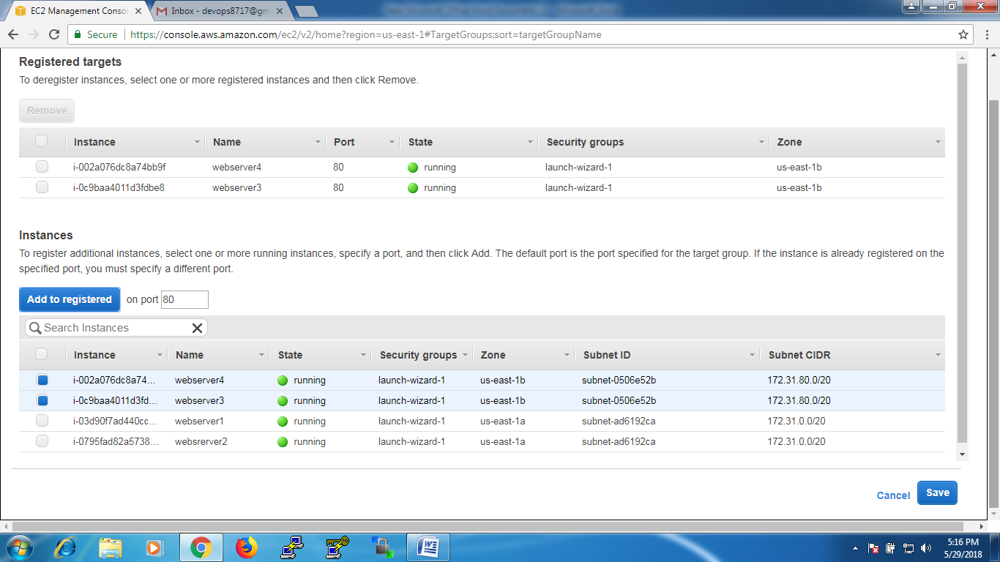 EC2 Management Conso
Inbox - devops8717@gm
Secure
https://console.aws.amazon.com/ec2/v2/home?region=us-east-1#TargetGroups:sort=targetGroupName
Registered targets
To deregister instances, select one or more registered instances and then click Remove.
Remove
Instance Name Port State Security groups Zone
i-002a076dc8a74bb9f webserver4 80 running launch-wizard-1 us-east-1b
i-0c9baa4011d3fdbe8 webserver3 80 running launch-wizard-1 us-east-1b
Instances
To register additional instances, select one or more running instances, specify a port, and then click Add. The default port is the port specified for the target group. If the instance is already registered on the
specified port, you must specify a different port.
Add to registered on port 80
Search Instances
Instance Name State Security groups Zone Subnet ID Subnet CIDR
i-002a076dc8a74... webserver4 running launch-wizard-1 us-east-1b subnet-0506e52b 172.31.80.0/20
i-0c9baa4011d3fd... webserver3 running launch-wizard-1 us-east-1b subnet-0506e52b 172.31.80.0/20
i-03d90f7ad440cc... webserver1 running launch-wizard-1 us-east-1a subnet-ad6192ca 172.31.0.0/20
i-0795fad82a5738... websrerver2 running launch-wizard-1 us-east-1a subnet-ad6192ca 172.31.0.0/20
Cancel Save
5:16 PM
5/29/2018